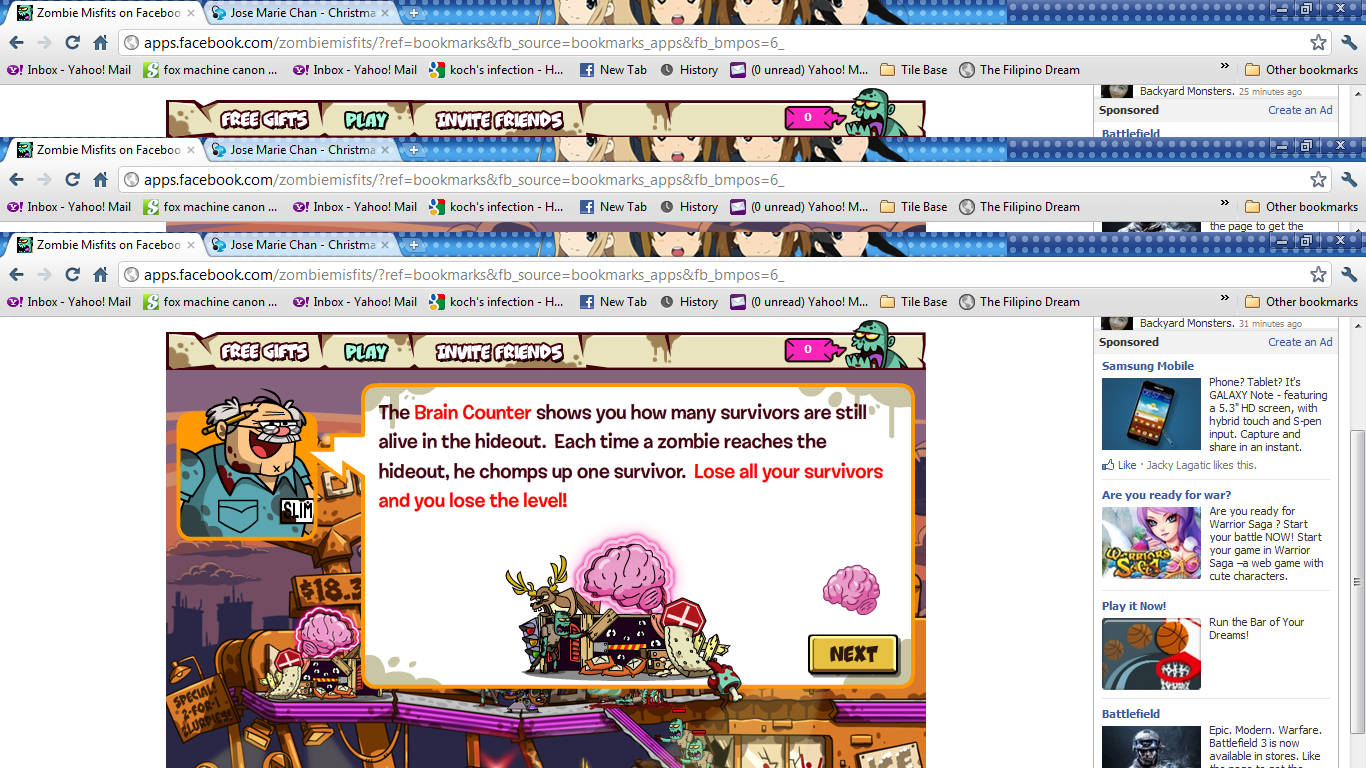 Zombie Misfits on Faceboo
Jose Marie Chan - Christma
apps.facebook.com/zombiemisfits/?ref=bookmarks&fb_source=bookmarks_apps&fb_bmpos=6_
Inbox - Yahoo! Mail
fox machine canon ...
Inbox - Yahoo! Mail
koch's infection - H...
New Tab
History
(0 unread) Yahoo! M...
Tile Base
The Filipino Dream
»
Other bookmarks
FREE GIFTS
PLAY
INVITE FRIENDS
0
Backyard Monsters. 25 minutes ago
Sponsored
Create an Ad
Battlefield
Zombie Misfits on Faceboo
Jose Marie Chan - Christma
apps.facebook.com/zombiemisfits/?ref=bookmarks&fb_source=bookmarks_apps&fb_bmpos=6_
Inbox - Yahoo! Mail
fox machine canon ...
Inbox - Yahoo! Mail
koch's infection - H...
New Tab
History
(0 unread) Yahoo! M...
Tile Base
The Filipino Dream
»
Other bookmarks
the page to get the
Zombie Misfits on Faceboo
Jose Marie Chan - Christma
apps.facebook.com/zombiemisfits/?ref=bookmarks&fb_source=bookmarks_apps&fb_bmpos=6_
Inbox - Yahoo! Mail
fox machine canon ...
Inbox - Yahoo! Mail
koch's infection - H...
New Tab
History
(0 unread) Yahoo! M...
Tile Base
The Filipino Dream
»
Other bookmarks
FREE GIFTS
PLAY
INVITE FRIENDS
0
The Brain Counter shows you how many survivors are still
alive in the hideout. Each time a zombie reaches the
hideout, he chomps up one survivor. Lose all your survivors
and you lose the level!
SLIM
$18.3
NEXT
SPECIAL!
2-FOR-1
SLURPIES!
Backyard Monsters. 31 minutes ago
Sponsored
Create an Ad
Samsung Mobile
Phone? Tablet? It's
GALAXY Note - featuring
a 5.3" HD screen, with
hybrid touch and S-pen
input. Capture and
share in an instant.
Like · Jacky Lagatic likes this.
Are you ready for war?
WARRIORS SAGA
Are you ready for
Warrior Saga ? Start
your battle NOW! Start
your game in Warrior
Saga –a web game with
cute characters.
Play it Now!
Run the Bar of Your
Dreams!
Battlefield
Epic. Modern. Warfare.
Battlefield 3 is now
available in stores. Like
the page to get the